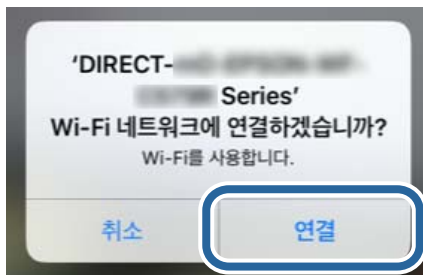 'DIRECT-
Series'
Wi-Fi 네트워크에 연결하겠습니까?
Wi-Fi를 사용합니다.
취소
연결